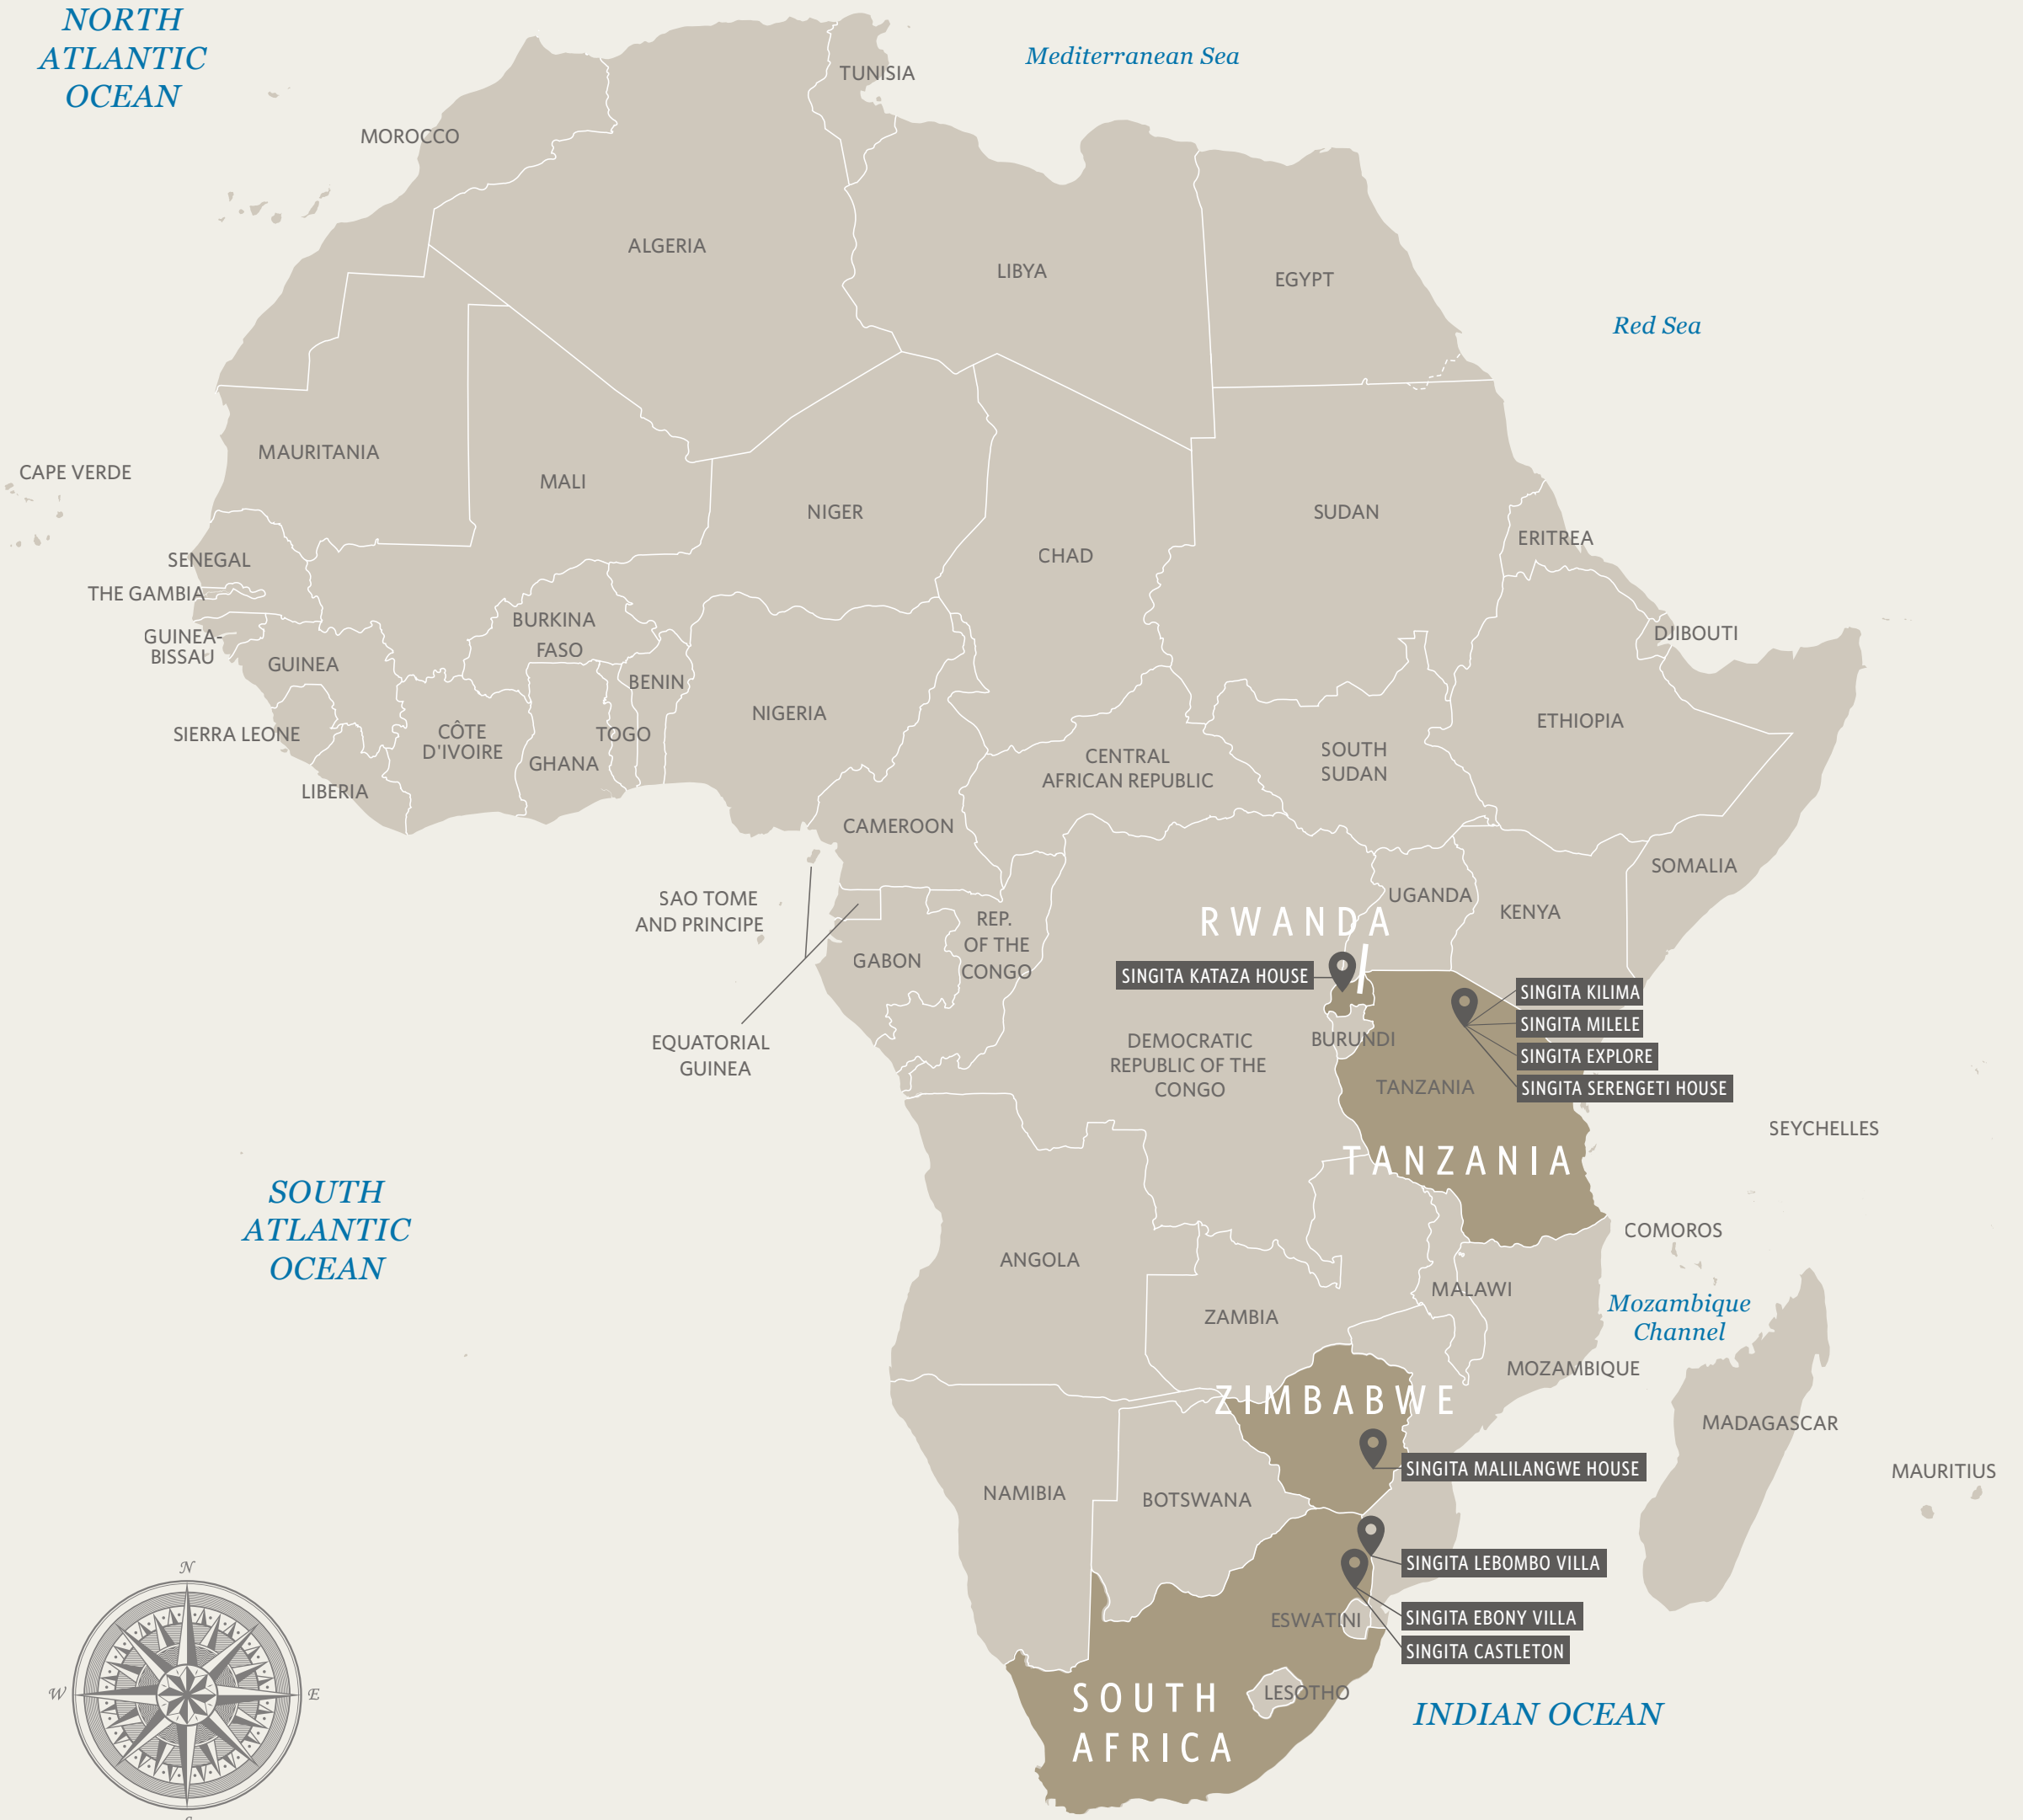 NORTH
ATLANTIC
OCEAN
Mediterranean Sea
TUNISIA
MOROCCO
ALGERIA
LIBYA
EGYPT
Red Sea
MAURITANIA
CAPE VERDE
MALI
NIGER
SUDAN
ERITREA
CHAD
SENEGAL
THE GAMBIA
BURKINA
FASO
GUINEA-
BISSAU
GUINEA
DJIBOUTI
BENIN
NIGERIA
ETHIOPIA
SIERRA LEONE
CÔTE
D'IVOIRE
TOGO
GHANA
CENTRAL
AFRICAN REPUBLIC
SOUTH
SUDAN
LIBERIA
CAMEROON
SOMALIA
UGANDA
KENYA
SAO TOME
AND PRINCIPE
REP.
OF THE
CONGO
GABON
RWANDA
SINGITA KATAZA HOUSE
SINGITA KILIMA
SINGITA MILELE
SINGITA EXPLORE
SINGITA SERENGETI HOUSE
EQUATORIAL
GUINEA
DEMOCRATIC
REPUBLIC OF THE
CONGO
BURUNDI
TANZANIA
SEYCHELLES
TANZANIA
SOUTH
ATLANTIC
OCEAN
COMOROS
ANGOLA
MALAWI
ZAMBIA
Mozambique
Channel
MOZAMBIQUE
ZIMBABWE
MADAGASCAR
SINGITA MALILANGWE HOUSE
MAURITIUS
NAMIBIA
BOTSWANA
SINGITA LEBOMBO VILLA
ESWATINI
SINGITA EBONY VILLA
SINGITA CASTLETON
LESOTHO
SOUTH
AFRICA
INDIAN OCEAN
N
W
E